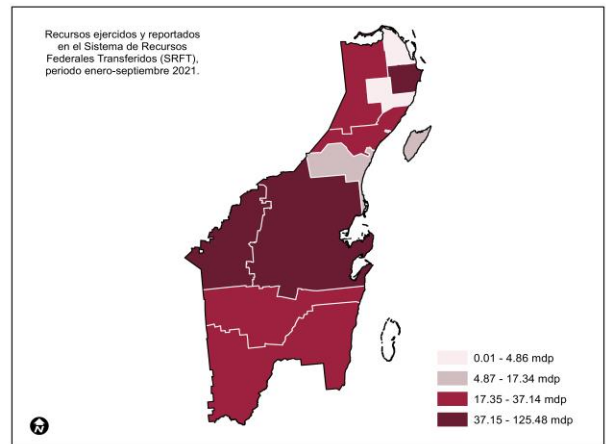 Recursos ejercidos y reportados
en el Sistema de Recursos
Federales Transferidos (SRFT),
periodo enero-septiembre 2021.
0.01 - 4.86 mdp
4.87 - 17.34 mdp
17.35 - 37.14 mdp
37.15 - 125.48 mdp
N